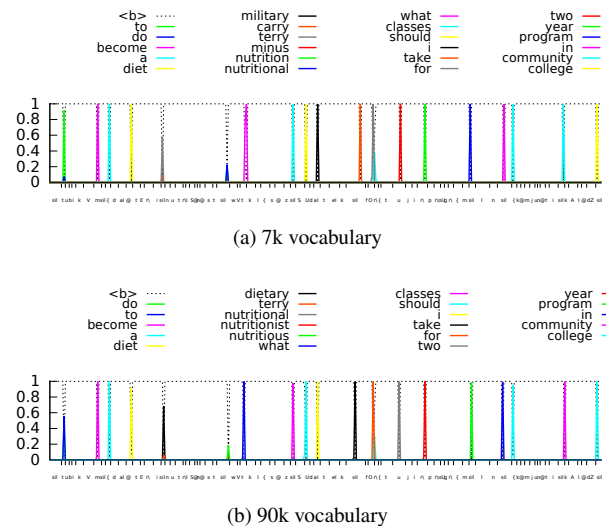 <b> military what two
to carry classes year
do terry should program
become minus i in
a nutrition take community
diet nutritional for college
1
0.8
0.6
0.4
0.2
0
(a) 7k vocabulary
<b> dietary classes year
do terry should program
to nutritional i in
become nutritionist take community
a nutritious for college
diet what two
1
0.8
0.6
0.4
0.2
0
(b) 90k vocabulary